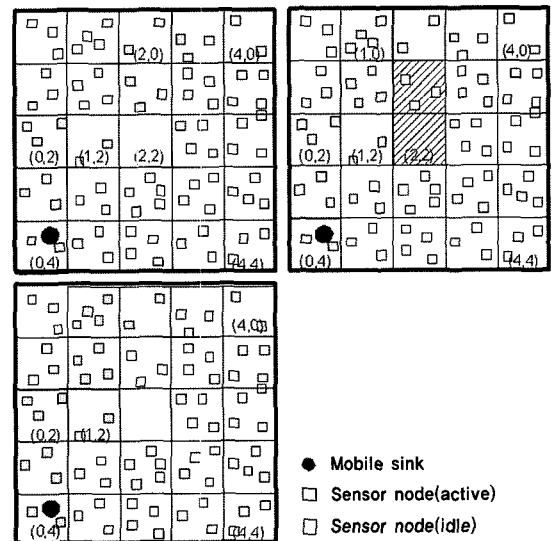 (2,0) (4,0)
(0,2) (1,2) (2,2)
(0,4) (4,4)
(1,0) (4,0)
(0,2) (1,2) (2,2)
(0,4) (4,4)
(4,0)
(0,2) (1,2)
(0,4) (4,4)
Mobile sink
Sensor node(active)
Sensor node(idle)